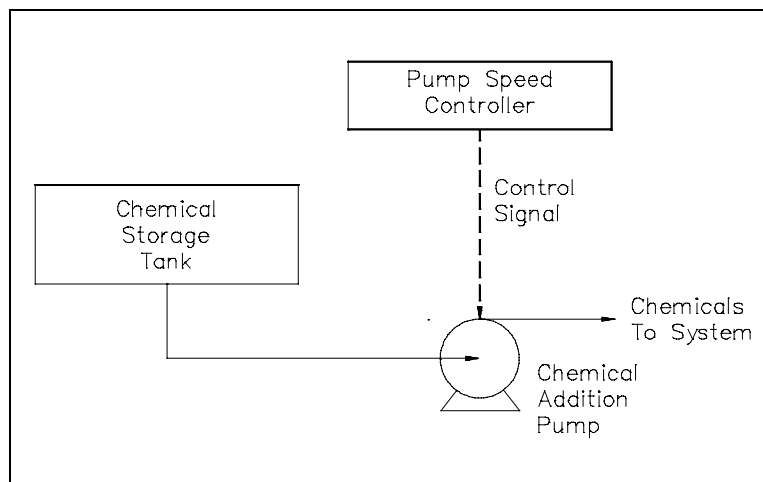 Pump Speed
Controller
Chemical
Storage
Tank
Control
Signal
Chemicals
To System
Chemical
Addition
Pump